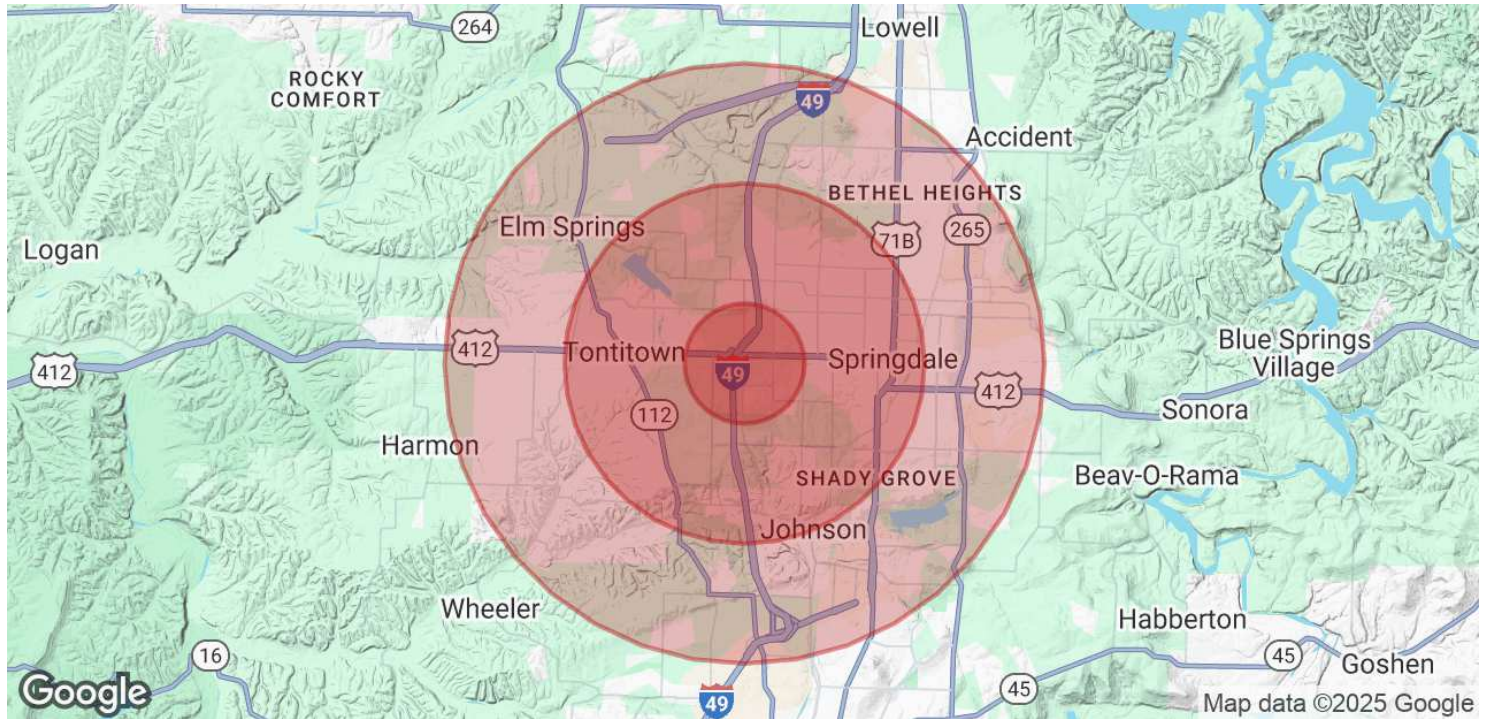 264
Lowell
ROCKY
COMFORT
49
Accident
BETHEL HEIGHTS
Elm Springs
71B
265
Logan
412
Tontitown
Springdale
Blue Springs
Village
412
49
412
Sonora
112
Harmon
SHADY GROVE
Beav-O-Rama
Johnson
Wheeler
Habberton
16
45
Goshen
45
Google
49
Map data ©2025 Google